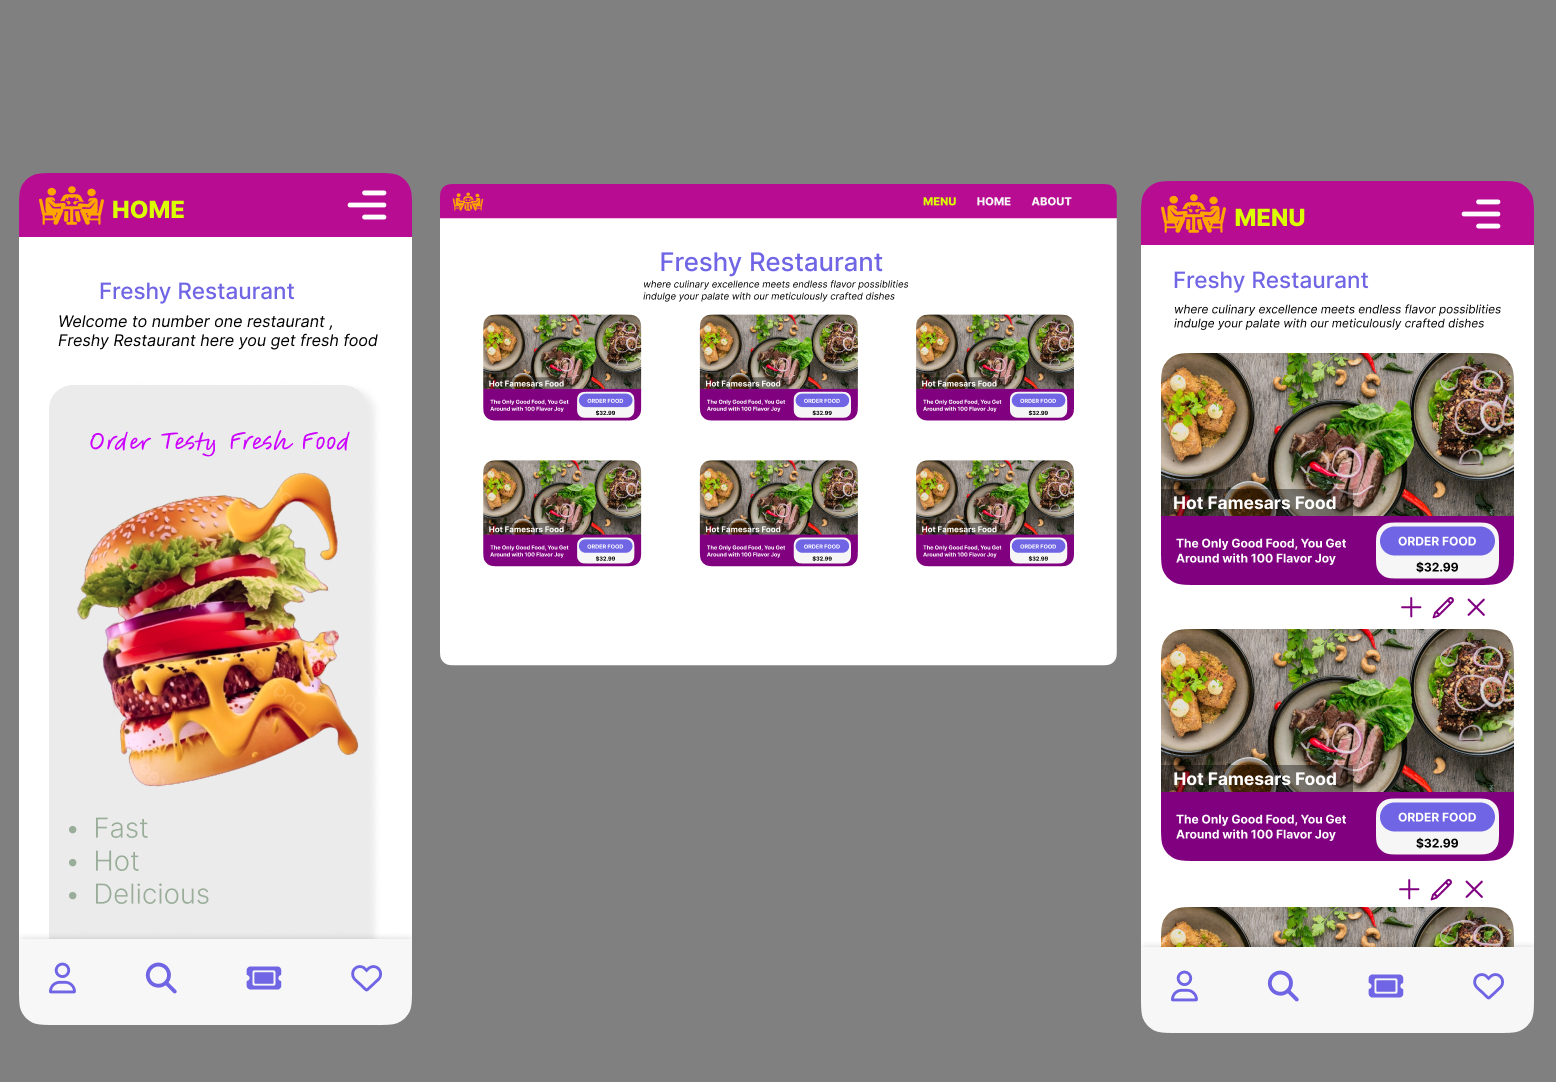 HOME
Freshy Restaurant
Welcome to number one restaurant ,
Freshy Restaurant here you get fresh food
Order Testy Fresh Food
• Fast
• Hot
• Delicious
MENU HOME ABOUT
Freshy Restaurant
where culinary excellence meets endless flavor possiblities
indulge your palate with our meticulously crafted dishes
Hot Famesars Food
The Only Good Food, You Get
Around with 100 Flavor Joy
ORDER FOOD
$32.99
Hot Famesars Food
The Only Good Food, You Get
Around with 100 Flavor Joy
ORDER FOOD
$32.99
Hot Famesars Food
The Only Good Food, You Get
Around with 100 Flavor Joy
ORDER FOOD
$32.99
Hot Famesars Food
The Only Good Food, You Get
Around with 100 Flavor Joy
ORDER FOOD
$32.99
Hot Famesars Food
The Only Good Food, You Get
Around with 100 Flavor Joy
ORDER FOOD
$32.99
Hot Famesars Food
The Only Good Food, You Get
Around with 100 Flavor Joy
ORDER FOOD
$32.99
MENU
Freshy Restaurant
where culinary excellence meets endless flavor possiblities
indulge your palate with our meticulously crafted dishes
Hot Famesars Food
The Only Good Food, You Get
Around with 100 Flavor Joy
ORDER FOOD
$32.99
Hot Famesars Food
The Only Good Food, You Get
Around with 100 Flavor Joy
ORDER FOOD
$32.99